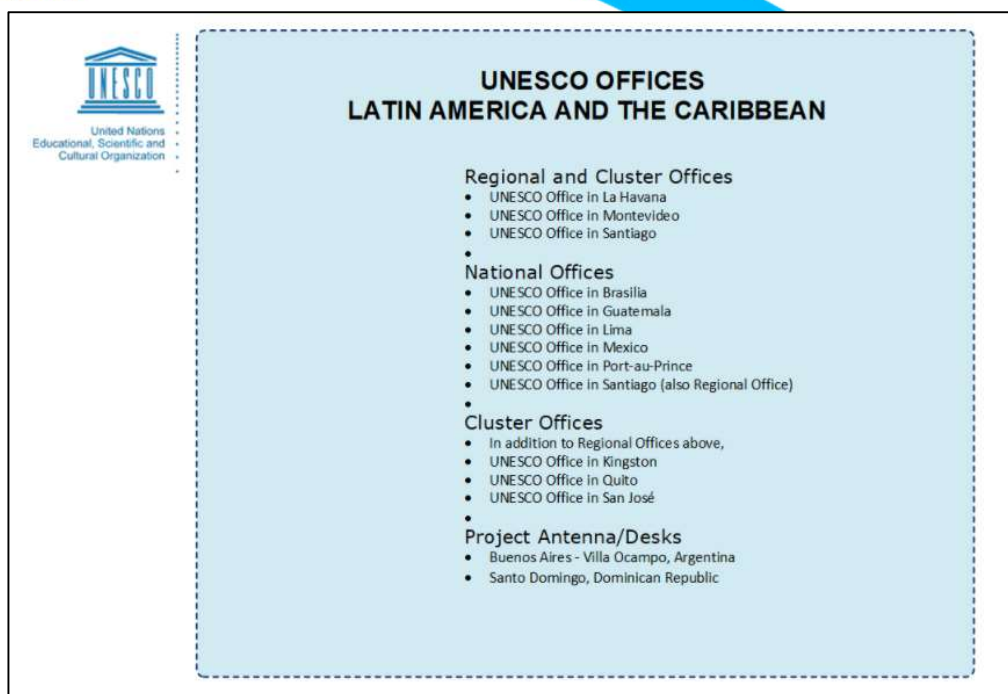 UNESCO
United Nations
Educational, Scientific and
Cultural Organization
UNESCO OFFICES
LATIN AMERICA AND THE CARIBBEAN
Regional and Cluster Offices
• UNESCO Office in La Havana
• UNESCO Office in Montevideo
• UNESCO Office in Santiago
•
National Offices
• UNESCO Office in Brasilia
• UNESCO Office in Guatemala
• UNESCO Office in Lima
• UNESCO Office in Mexico
• UNESCO Office in Port-au-Prince
• UNESCO Office in Santiago (also Regional Office)
•
Cluster Offices
• In addition to Regional Offices above,
• UNESCO Office in Kingston
• UNESCO Office in Quito
• UNESCO Office in San José
•
Project Antenna/Desks
• Buenos Aires - Villa Ocampo, Argentina
• Santo Domingo, Dominican Republic